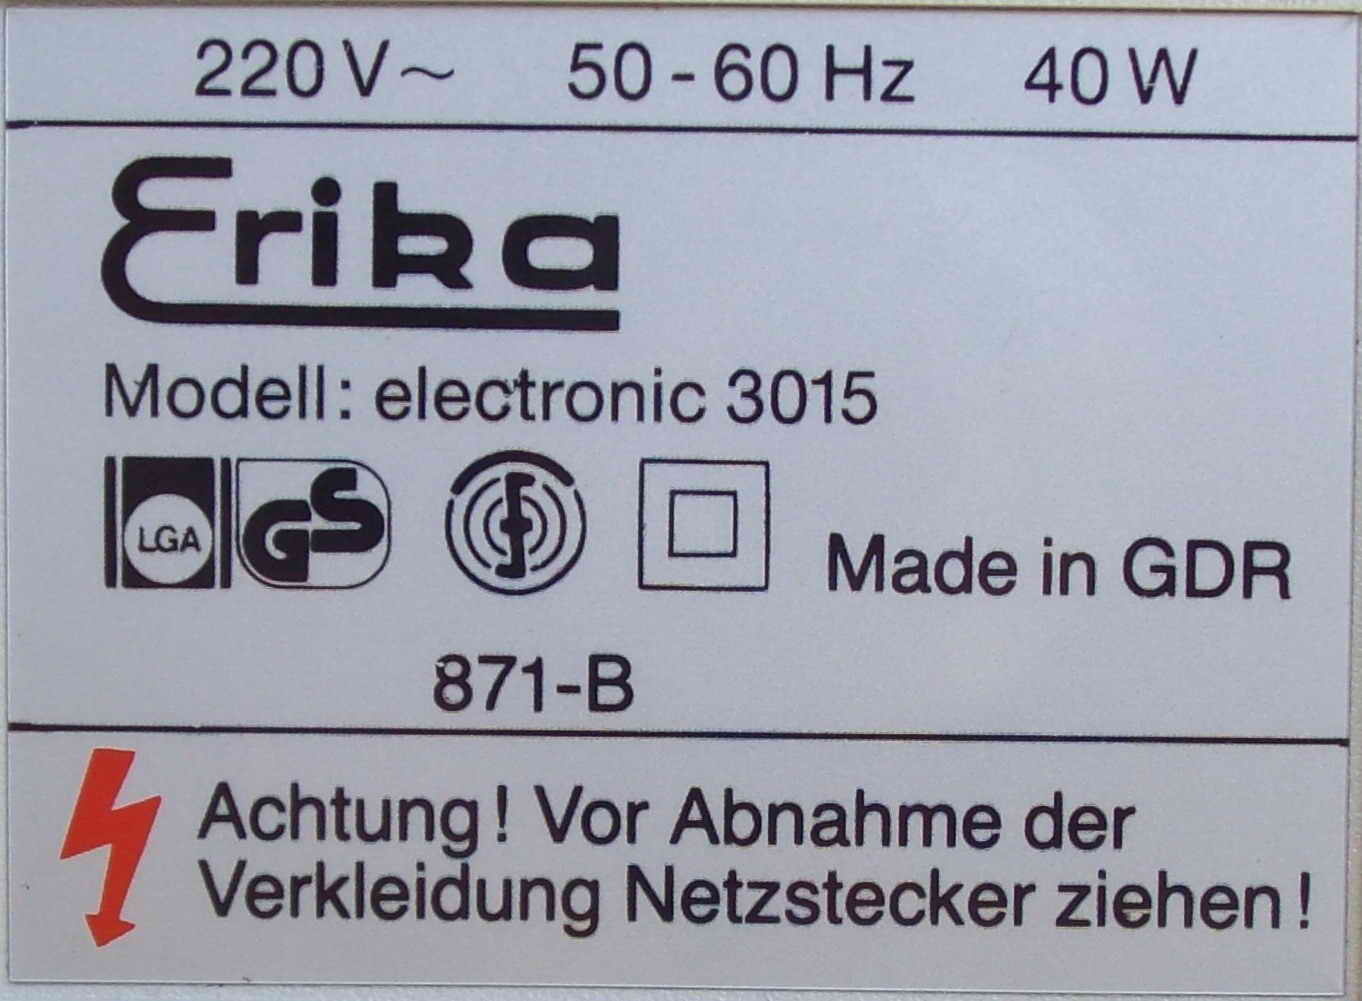 220 V~ 50-60 Hz 40 W
Erika
Modell: electronic 3015
LGA GS
Made in GDR
871-B
Achtung! Vor Abnahme der
Verkleidung Netzstecker ziehen!